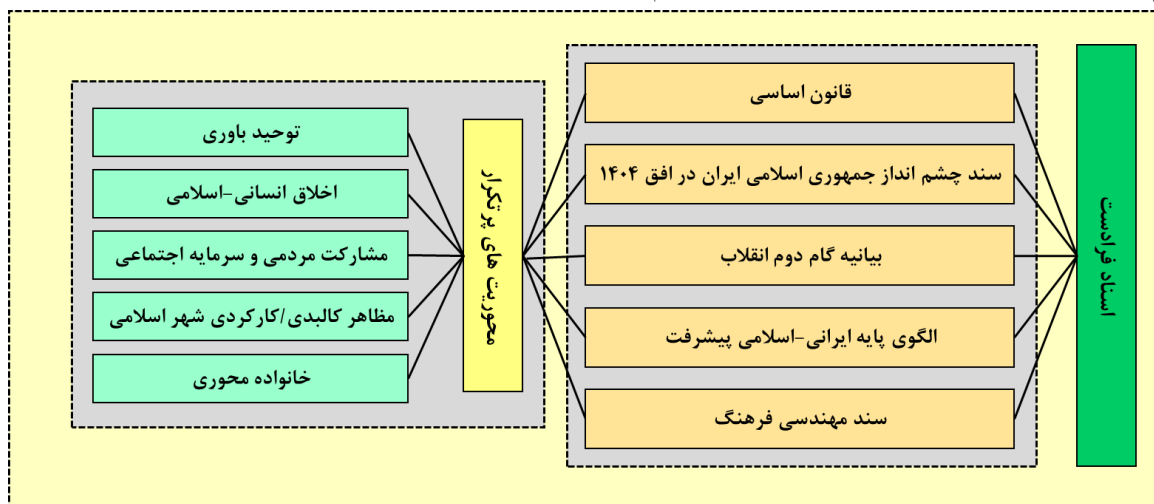 اسناد فرادست
قانون اساسی
سند چشم انداز جمهوری اسلامی ایران در افق ۱۴۰۴
بیانیه گام دوم انقلاب
الگوی پایه ایرانی-اسلامی پیشرفت
سند مهندسی فرهنگ
محوریت های پرتکرار
توحید باوری
اخلاق انسانی-اسلامی
مشارکت مردمی و سرمایه اجتماعی
مظاهر کالبدی/کارکردی شهر اسلامی
خانواده محوری